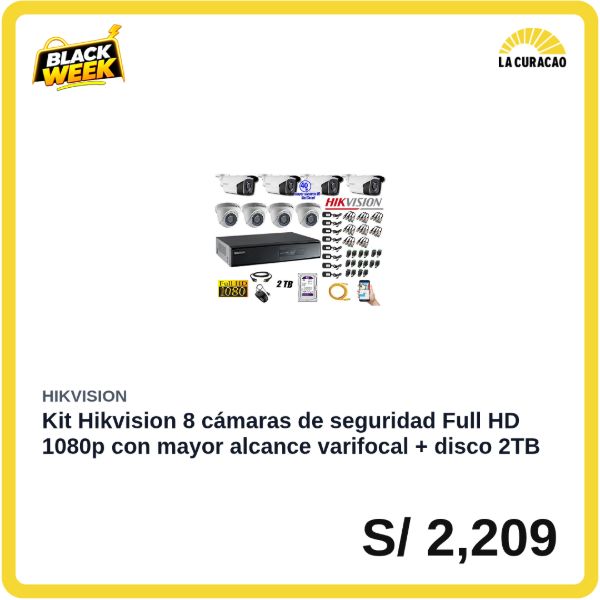 BLACK
WEEK
LA CURACAO
HIKVISION
2 TB
1080
HIKVISION
Kit Hikvision 8 cámaras de seguridad Full HD
1080p con mayor alcance varifocal + disco 2TB
S/ 2,209